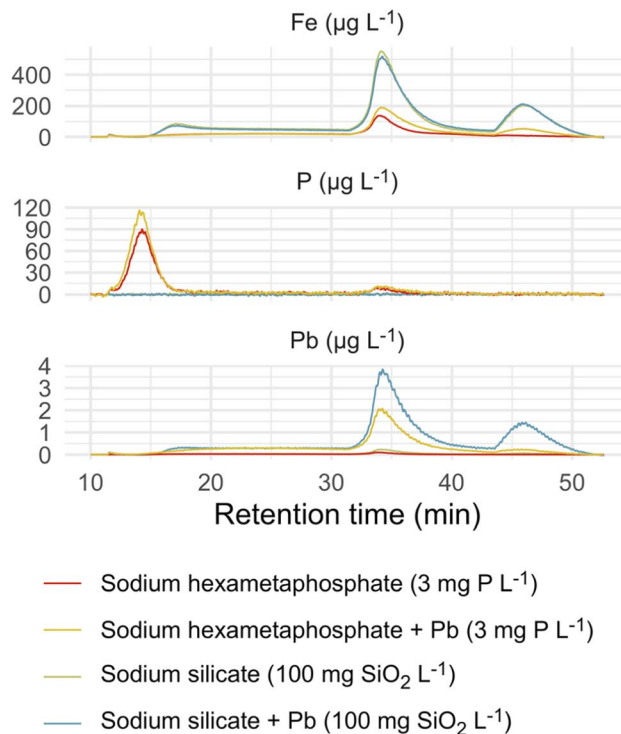 Fe (µg L⁻¹)
400
200
0
P (µg L⁻¹)
120
90
60
30
0
Pb (µg L⁻¹)
4
3
2
1
0
10 20 30 40 50
Retention time (min)
Sodium hexametaphosphate (3 mg P L⁻¹)
Sodium hexametaphosphate + Pb (3 mg P L⁻¹)
Sodium silicate (100 mg SiO₂ L⁻¹)
Sodium silicate + Pb (100 mg SiO₂ L⁻¹)